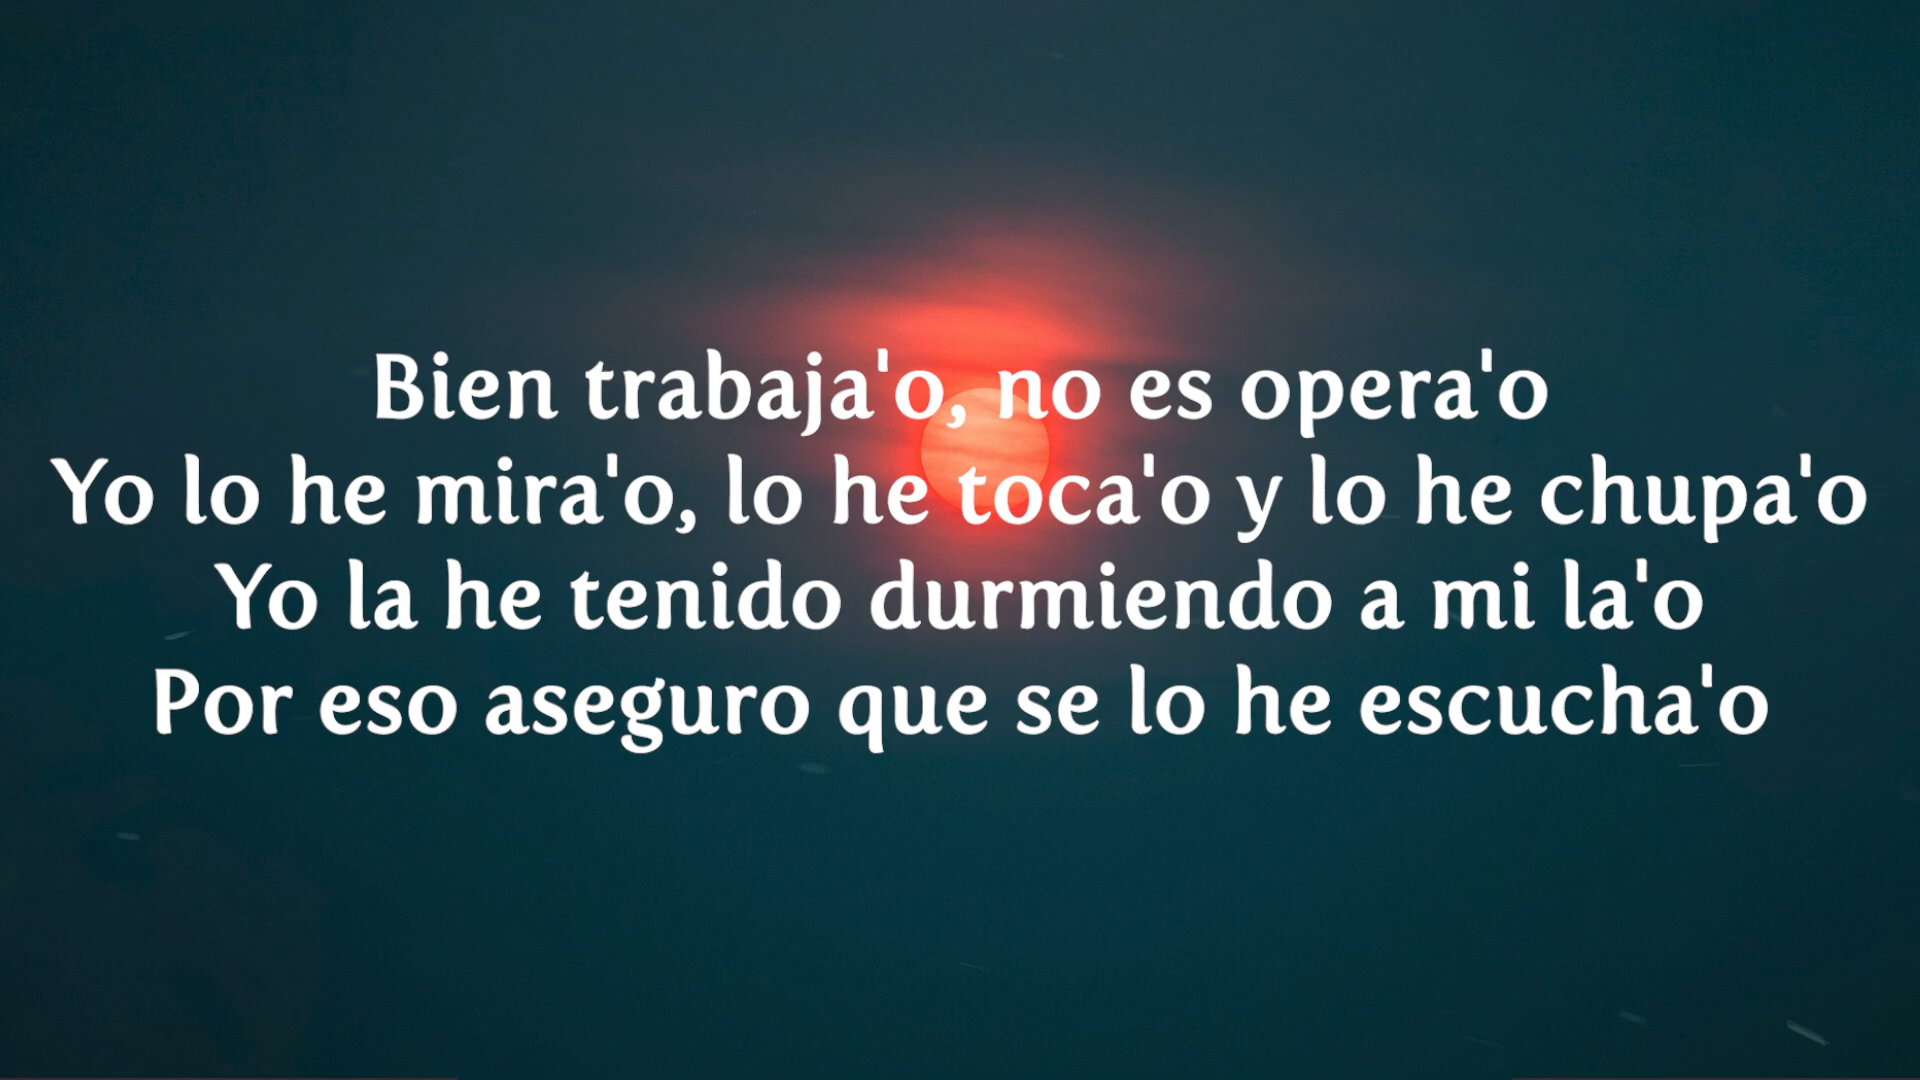 Bien trabaja'o, no es opera'o
Yo lo he mira'o, lo he toca'o y lo he chupa'o
Yo la he tenido durmiendo a mi la'o
Por eso aseguro que se lo he escucha'o